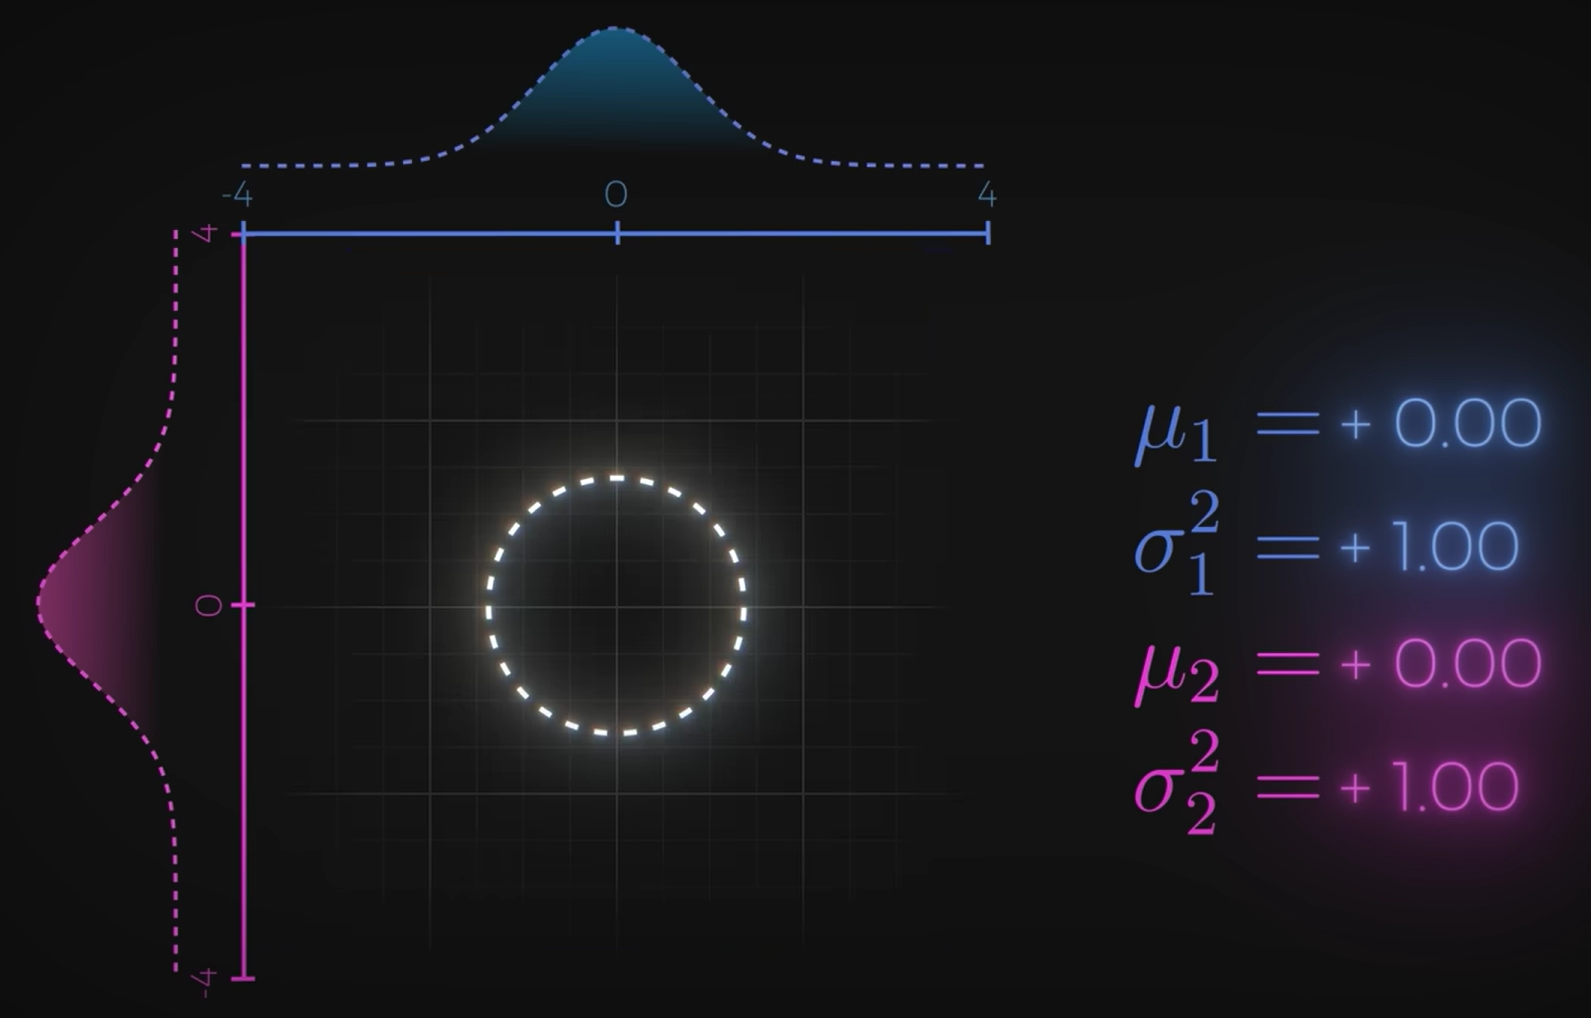 -4 0 4
4
0
-4
μ₁ = + 0.00
σ₁² = + 1.00
μ₂ = + 0.00
σ₂² = + 1.00